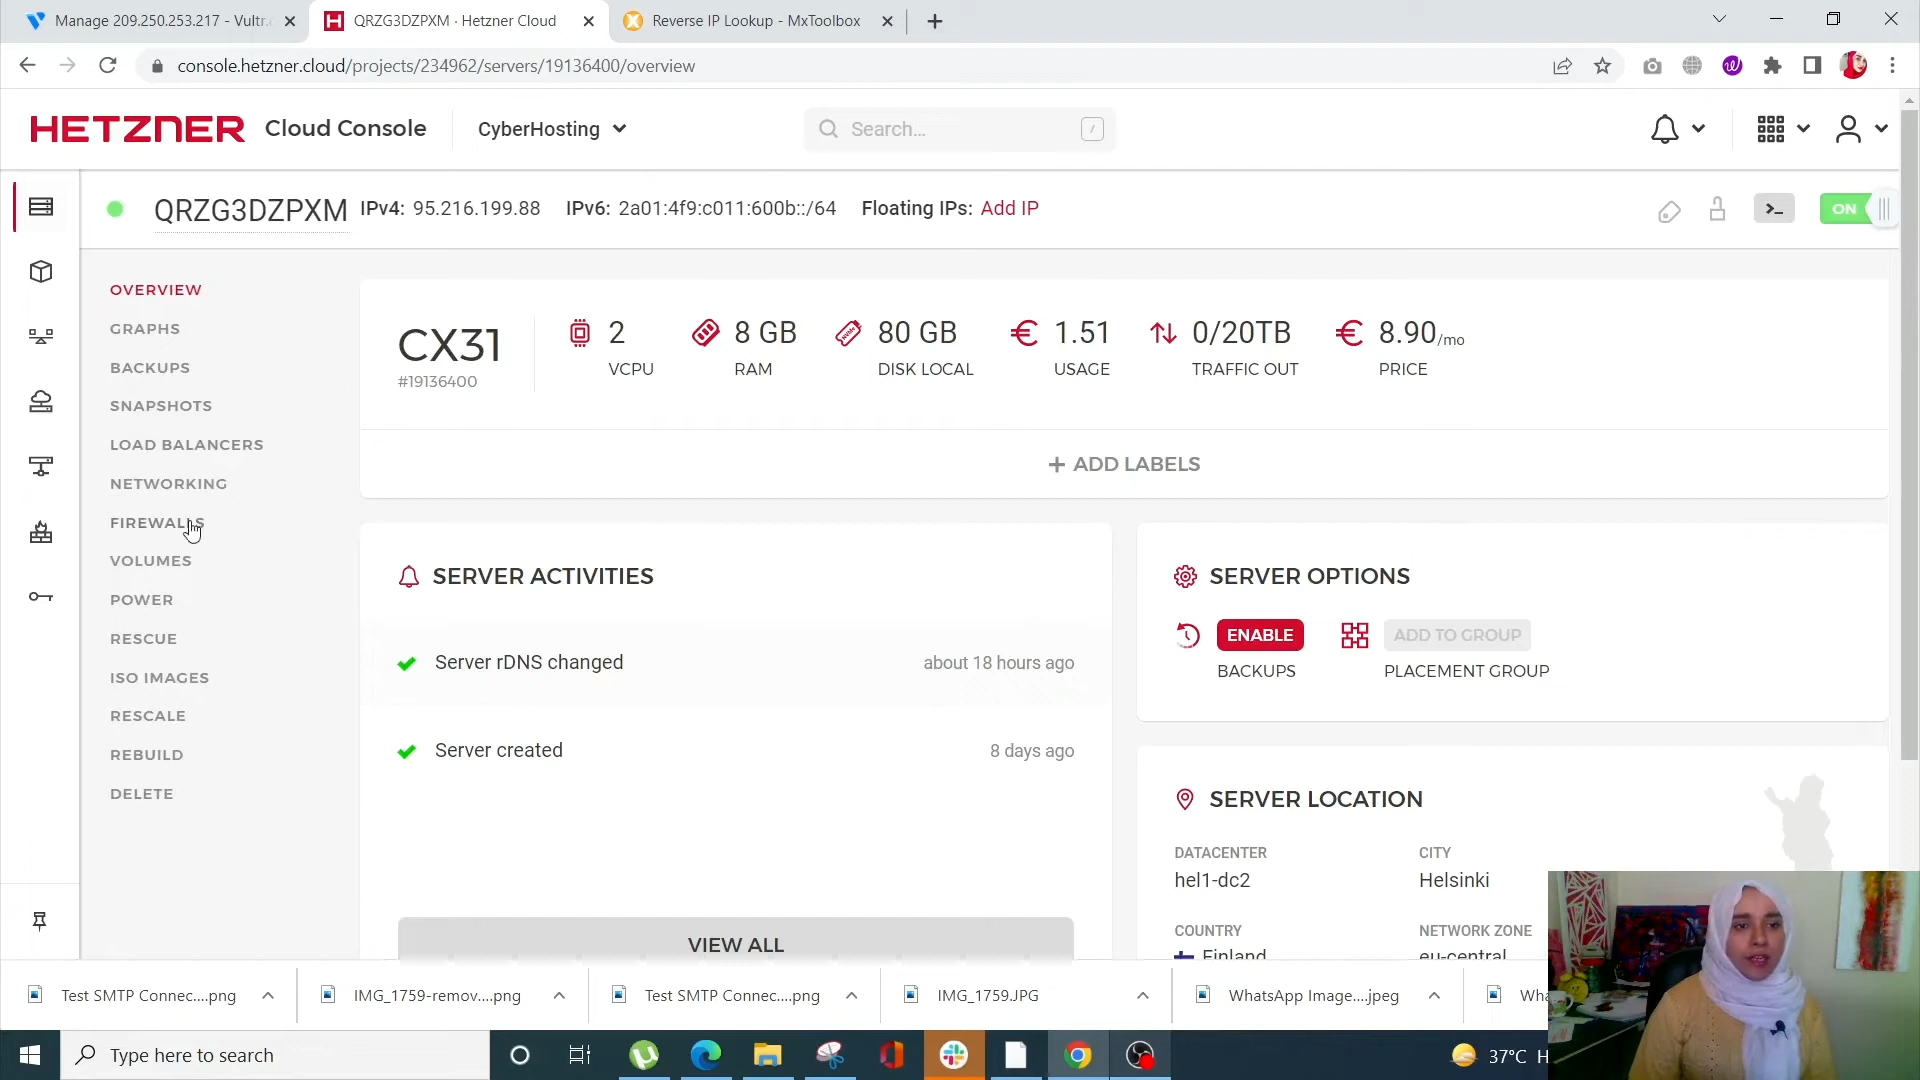 Manage 209.250.253.217 - Vultr.c
QRZG3DZPXM · Hetzner Cloud
Reverse IP Lookup - MxToolbox
console.hetzner.cloud/projects/234962/servers/19136400/overview
HETZNER Cloud Console
CyberHosting
Search... /
QRZG3DZPXM IPv4: 95.216.199.88 IPv6: 2a01:4f9:c011:600b::/64 Floating IPs: Add IP
ON
OVERVIEW
GRAPHS
BACKUPS
SNAPSHOTS
LOAD BALANCERS
NETWORKING
FIREWALLS
VOLUMES
POWER
RESCUE
ISO IMAGES
RESCALE
REBUILD
DELETE
CX31
#19136400
2
VCPU
8 GB
RAM
80 GB
DISK LOCAL
€ 1.51
USAGE
0/20TB
TRAFFIC OUT
€ 8.90/mo
PRICE
+ ADD LABELS
SERVER ACTIVITIES
Server rDNS changed about 18 hours ago
Server created 8 days ago
VIEW ALL
SERVER OPTIONS
ENABLE
BACKUPS
ADD TO GROUP
PLACEMENT GROUP
SERVER LOCATION
DATACENTER
hel1-dc2
CITY
Helsinki
COUNTRY
Finland
NETWORK ZONE
eu-central
Test SMTP Connec....png
IMG_1759-remov....png
Test SMTP Connec....png
IMG_1759.JPG
WhatsApp Image....jpeg
Wha
Type here to search
37°C H